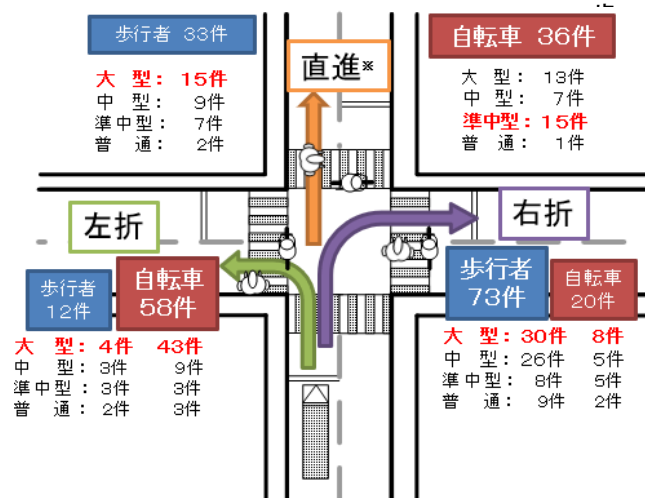 歩行者 33件
大 型: 15件
中 型: 9件
準中型: 7件
普 通: 2件
直進※
自転車 36件
大 型: 13件
中 型: 7件
準中型: 15件
普 通: 1件
左折
右折
歩行者
12件
自転車
58件
大 型: 4件 43件
中 型: 3件 9件
準中型: 3件 3件
普 通: 2件 3件
歩行者
73件
自転車
20件
大 型: 30件 8件
中 型: 26件 5件
準中型: 8件 5件
普 通: 9件 2件